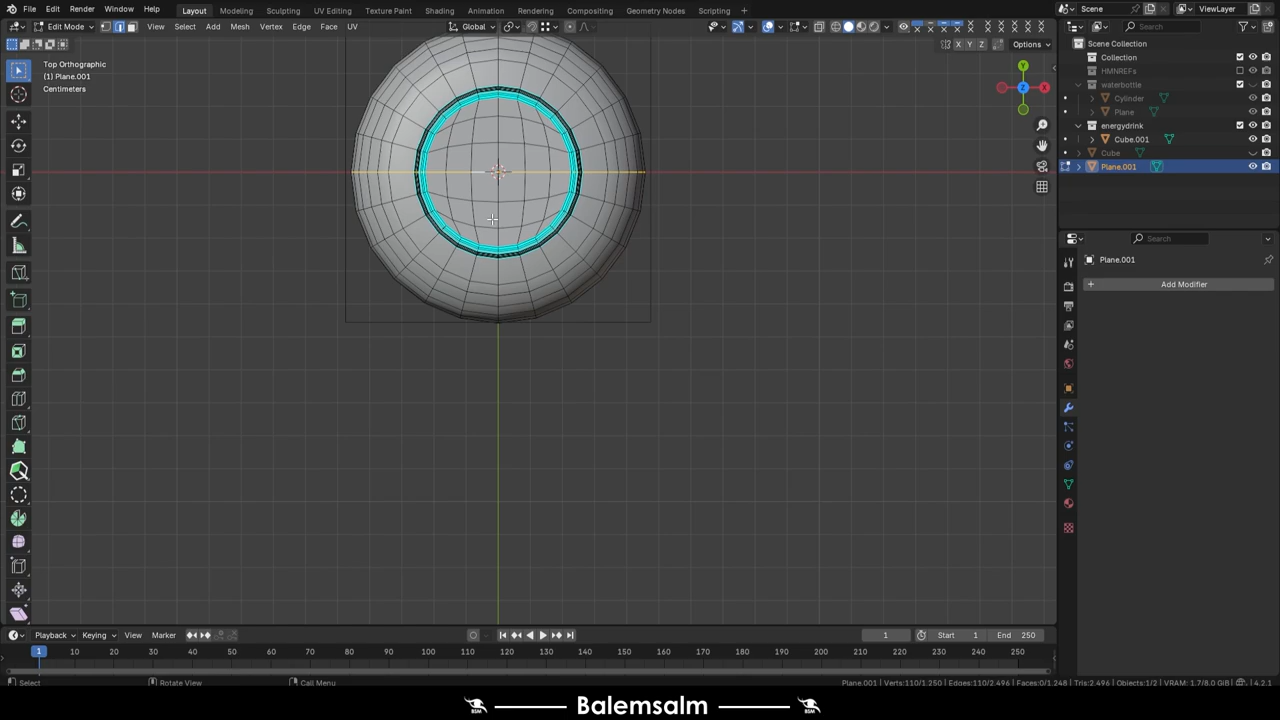 File Edit Render Window Help Layout Modeling Sculpting UV Editing Texture Paint Shading Animation Rendering Compositing Geometry Nodes Scripting + Scene ViewLayer
Edit Mode View Select Add Mesh Vertex Edge Face UV Global Search
X Y Z Options Scene Collection
Top Orthographic Collection
(1) Plane.001 HMNREFs
Centimeters waterbottle
Cylinder
Plane
energydrink
Cube.001
Cube
Plane.001
Y
Z X
Search
Plane.001
+ Add Modifier
Playback Keying View Marker 1 Start 1 End 250
1 10 20 30 40 50 60 70 80 90 100 110 120 130 140 150 160 170 180 190 200 210 220 230 240 250
Select Rotate View Call Menu Plane.001 | Verts:110/1.250 | Edges:110/2.496 | Faces:0/1.248 | Tris:2.496 | Objects:1/2 | VRAM: 1.7/8.0 GiB 4.2.1
BSM Balemsalm BSM